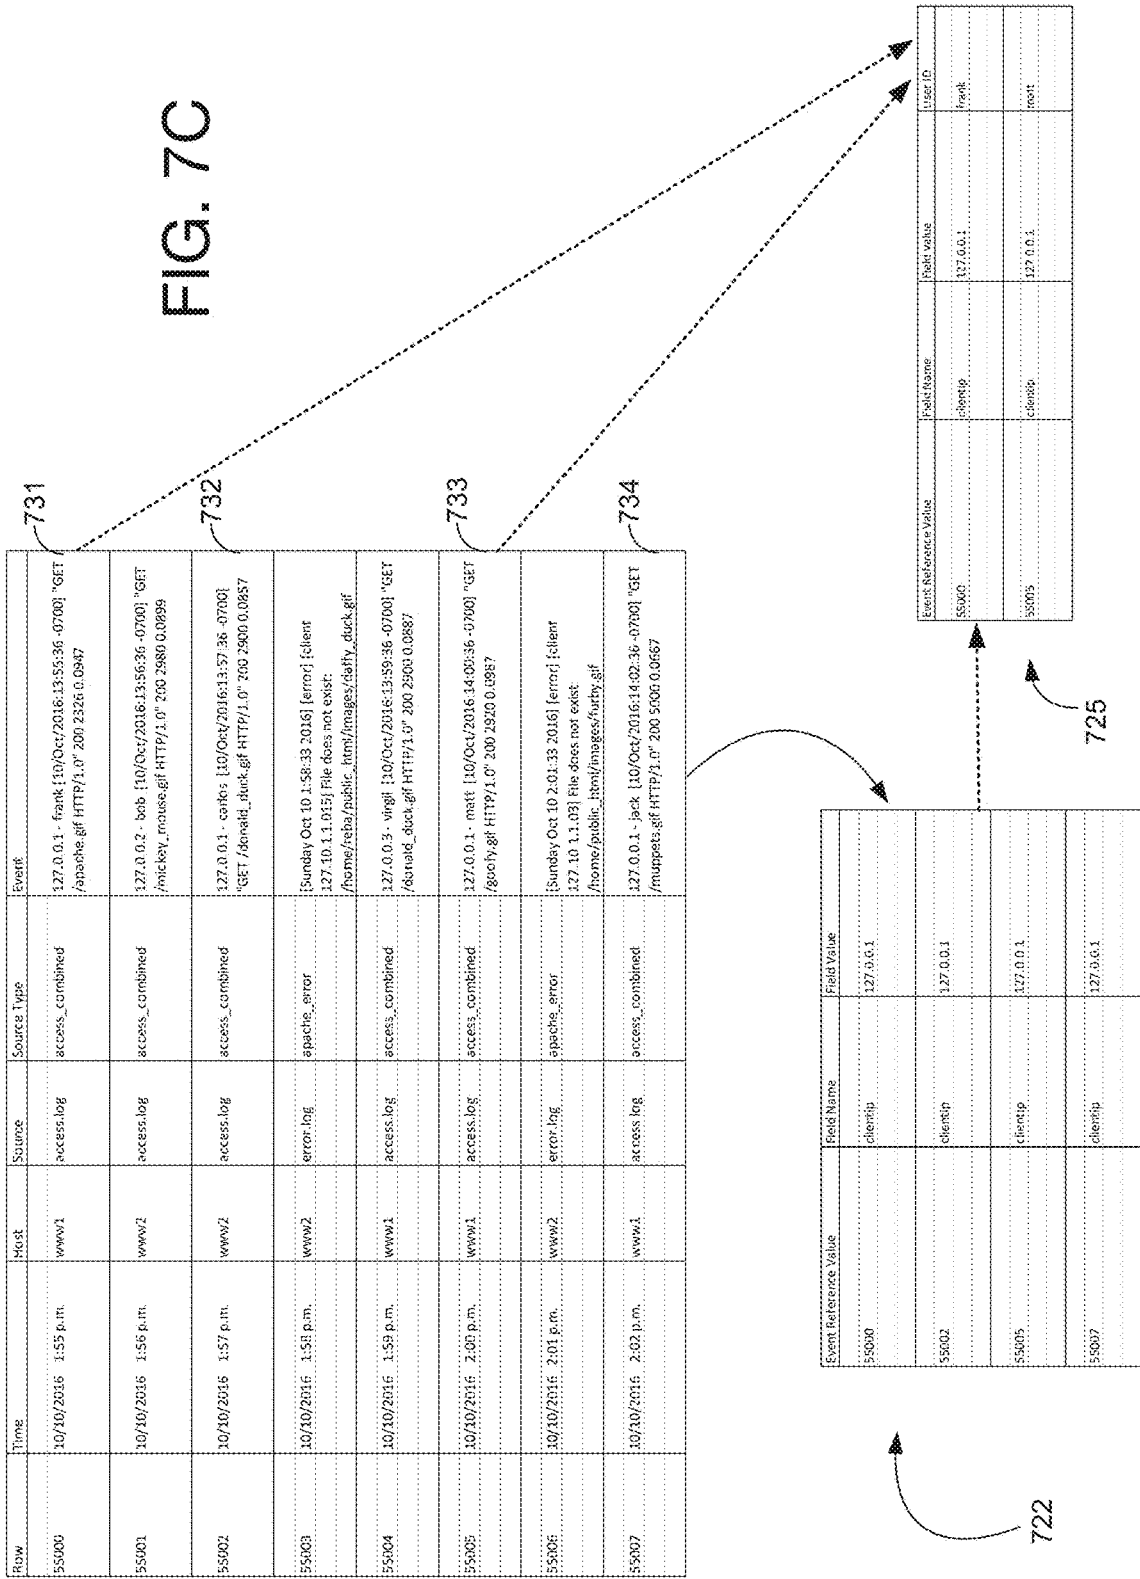 FIG. 7C
Row Time Host Source Source Type Event
55000 10/10/2016 1:55 p.m. www1 access.log access_combined 127.0.0.1 - frank [10/Oct/2016:13:55:36 -0700] "GET
/apache.gif HTTP/1.0" 200 2326 0.0947
731
55001 10/10/2016 1:56 p.m. www2 access.log access_combined 127.0.0.2 - bob [10/Oct/2016:13:56:36 -0700] "GET
/mickey_mouse.gif HTTP/1.0" 200 2980 0.0899
55002 10/10/2016 1:57 p.m. www2 access.log access_combined 127.0.0.1 - carlos [10/Oct/2016:13:57:36 -0700]
"GET /donald_duck.gif HTTP/1.0" 200 2900 0.0857
732
55003 10/10/2016 1:58 p.m. www2 error.log apache_error [Sunday Oct 10 1:58:33 2016] [error] [client
127.10.1.1.015] File does not exist:
/home/reba/public_html/images/daffy_duck.gif
55004 10/10/2016 1:59 p.m. www1 access.log access_combined 127.0.0.3 - virgil [10/Oct/2016:13:59:36 -0700] "GET
/donald_duck.gif HTTP/1.0" 200 2900 0.0887
55005 10/10/2016 2:00 p.m. www1 access.log access_combined 127.0.0.1 - matt [10/Oct/2016:14:00:36 -0700] "GET
/goofy.gif HTTP/1.0" 200 2920 0.0987
733
55006 10/10/2016 2:01 p.m. www2 error.log apache_error [Sunday Oct 10 2:01:33 2016] [error] [client
127.10.1.1.03] File does not exist:
/home/public_html/images/furby.gif
55007 10/10/2016 2:02 p.m. www1 access.log access_combined 127.0.0.1 - jack [10/Oct/2016:14:02:36 -0700] "GET
/muppets.gif HTTP/1.0" 200 5000 0.0667
734
722
Event Reference Value Field Name Field Value
55000 clientip 127.0.0.1
55002 clientip 127.0.0.1
55005 clientip 127.0.0.1
55007 clientip 127.0.0.1
725
Event Reference Value Field Name Field Value User ID
55000 clientip 127.0.0.1 frank
55005 clientip 127.0.0.1 matt